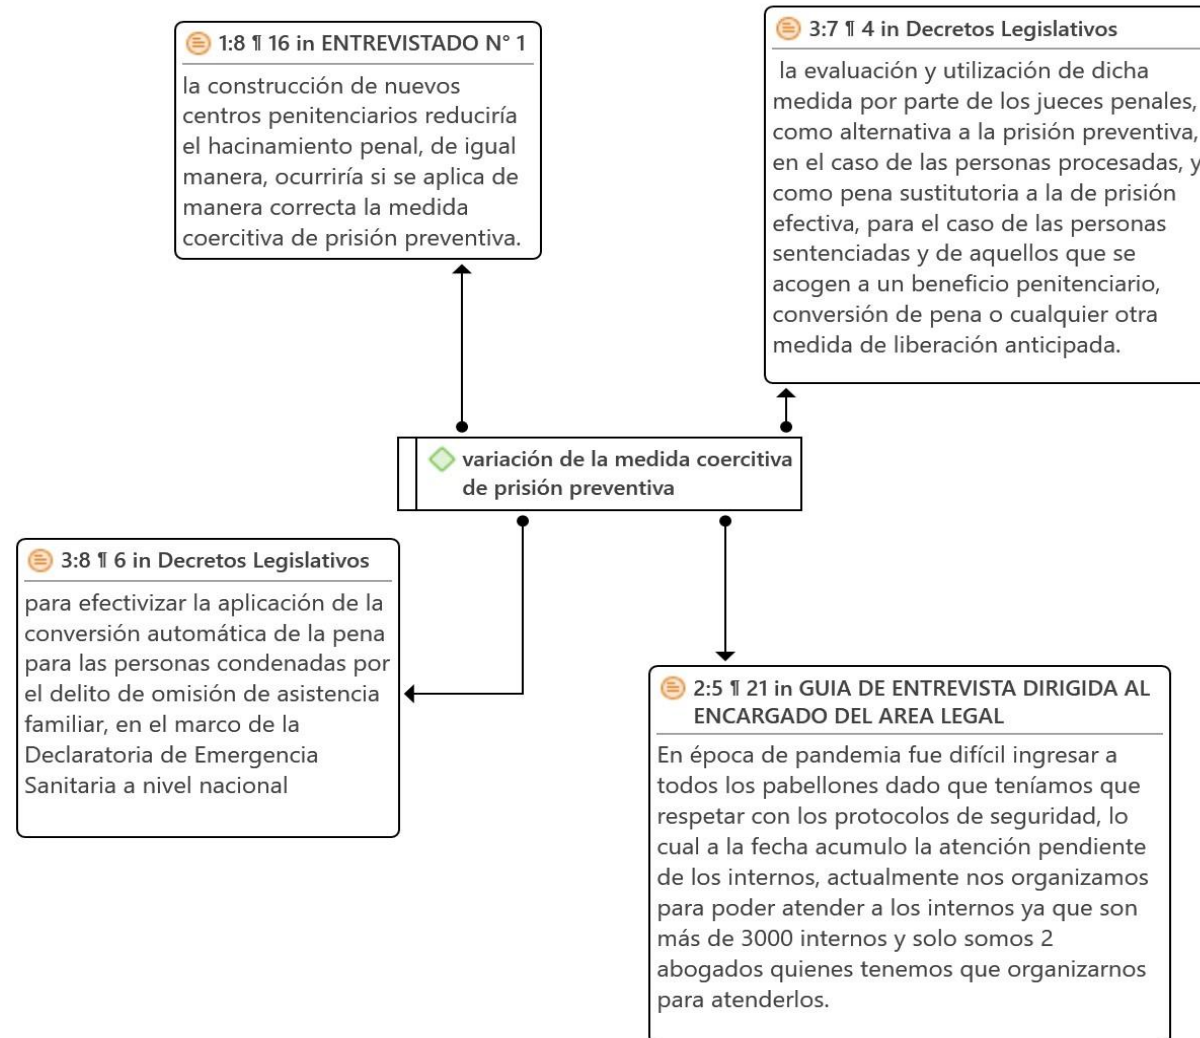 1:8 ¶ 16 in ENTREVISTADO N° 1
la construcción de nuevos
centros penitenciarios reduciría
el hacinamiento penal, de igual
manera, ocurriría si se aplica de
manera correcta la medida
coercitiva de prisión preventiva.
3:7 ¶ 4 in Decretos Legislativos
la evaluación y utilización de dicha
medida por parte de los jueces penales,
como alternativa a la prisión preventiva,
en el caso de las personas procesadas, y
como pena sustitutoria a la de prisión
efectiva, para el caso de las personas
sentenciadas y de aquellos que se
acogen a un beneficio penitenciario,
conversión de pena o cualquier otra
medida de liberación anticipada.
variación de la medida coercitiva
de prisión preventiva
3:8 ¶ 6 in Decretos Legislativos
para efectivizar la aplicación de la
conversión automática de la pena
para las personas condenadas por
el delito de omisión de asistencia
familiar, en el marco de la
Declaratoria de Emergencia
Sanitaria a nivel nacional
2:5 ¶ 21 in GUIA DE ENTREVISTA DIRIGIDA AL
ENCARGADO DEL AREA LEGAL
En época de pandemia fue difícil ingresar a
todos los pabellones dado que teníamos que
respetar con los protocolos de seguridad, lo
cual a la fecha acumulo la atención pendiente
de los internos, actualmente nos organizamos
para poder atender a los internos ya que son
más de 3000 internos y solo somos 2
abogados quienes tenemos que organizarnos
para atenderlos.